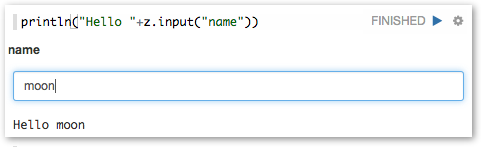 println("Hello "+z.input("name"))
FINISHED
name
moon
Hello moon